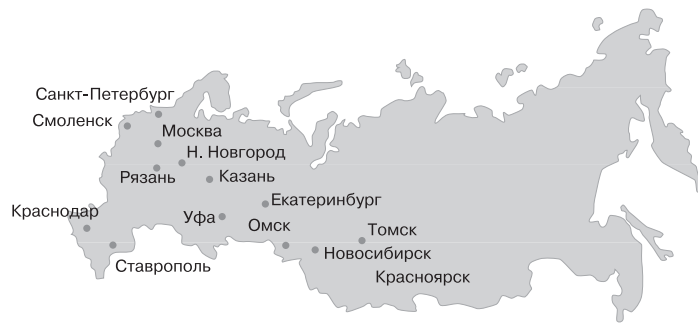 Санкт-Петербург
Смоленск
Москва
Н. Новгород
Рязань
Казань
Екатеринбург
Краснодар
Уфа
Омск
Томск
Ставрополь
Новосибирск
Красноярск